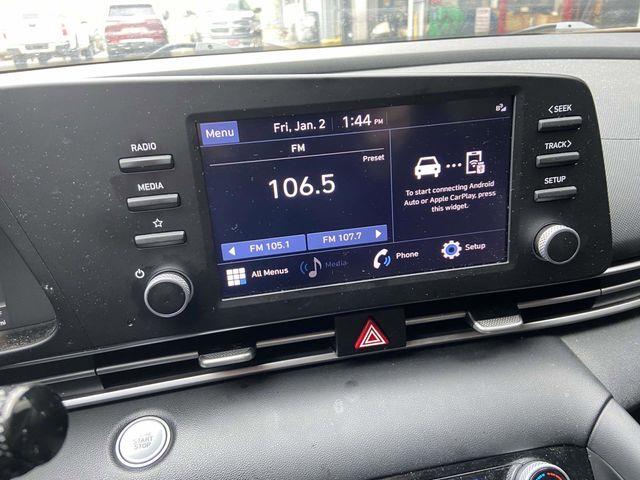 Menu
Fri, Jan. 2 1:44 PM
FM
Preset
106.5
FM 105.1
FM 107.7
To start connecting Android
Auto or Apple CarPlay, press
this widget.
All Menus
Media
Phone
Setup
RADIO
MEDIA
SEEK
TRACK
SETUP
START
STOP